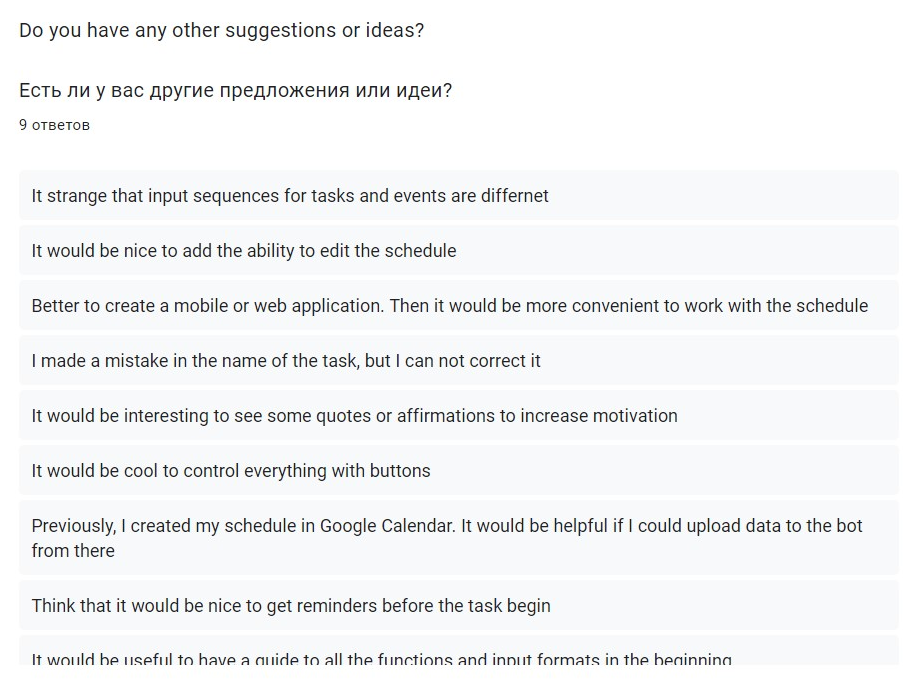 Do you have any other suggestions or ideas?
Есть ли у вас другие предложения или идеи?
9 ответов
It strange that input sequences for tasks and events are differnet
It would be nice to add the ability to edit the schedule
Better to create a mobile or web application. Then it would be more convenient to work with the schedule
I made a mistake in the name of the task, but I can not correct it
It would be interesting to see some quotes or affirmations to increase motivation
It would be cool to control everything with buttons
Previously, I created my schedule in Google Calendar. It would be helpful if I could upload data to the bot
from there
Think that it would be nice to get reminders before the task begin
It would be useful to have a guide to all the functions and input formats in the beginning